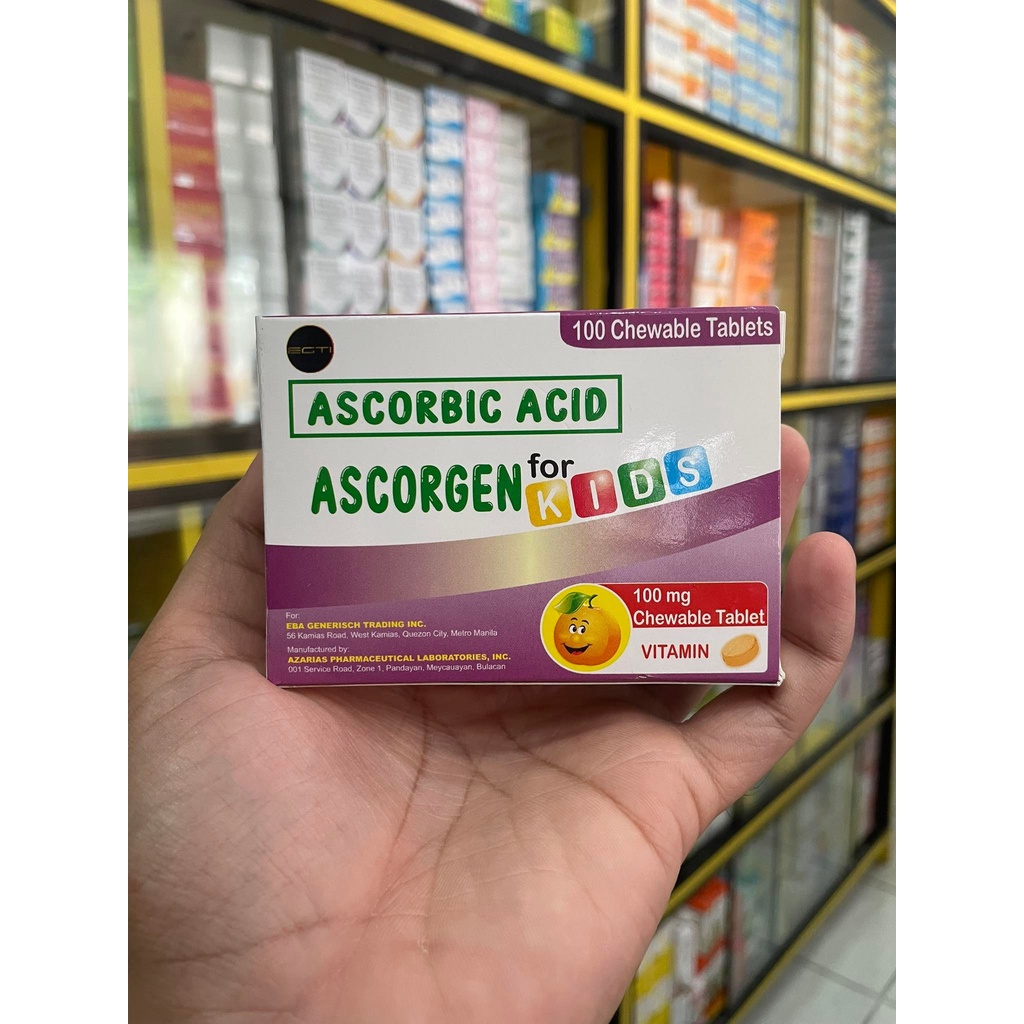 EGTI
100 Chewable Tablets
ASCORBIC ACID
ASCORGEN for KIDS
100 mg
Chewable Tablet
VITAMIN
For:
EBA GENERISCH TRADING INC.
56 Kamias Road, West Kamias, Quezon City, Metro Manila
Manufactured by:
AZARIAS PHARMACEUTICAL LABORATORIES, INC.
001 Service Road, Zone 1, Pandayan, Meycauayan, Bulacan